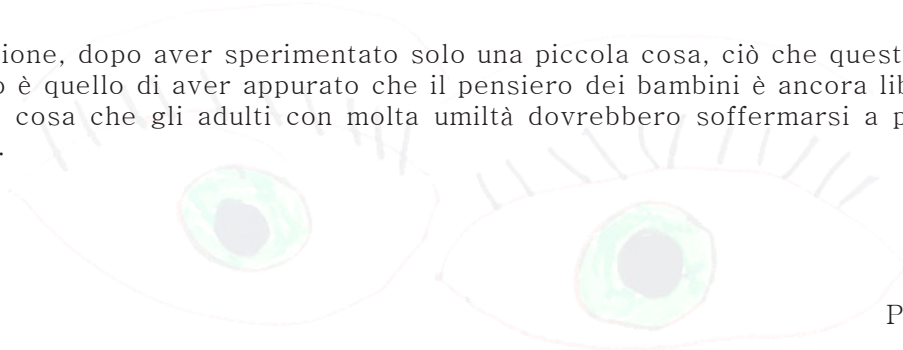 ione, dopo aver sperimentato solo una piccola cosa, ciò che quest
o è quello di aver appurato che il pensiero dei bambini è ancora lib
cosa che gli adulti con molta umiltà dovrebbero soffermarsi a p
.
P